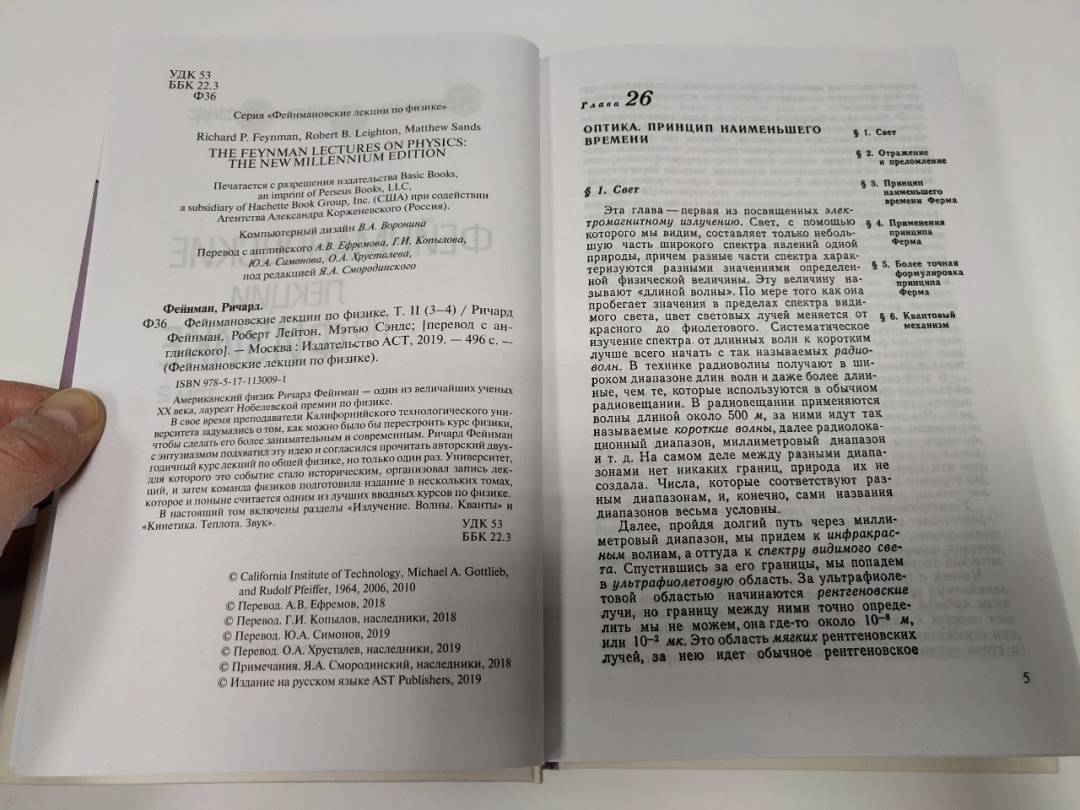 УДК 53
ББК 22.3
Ф36
Серия «Фейнмановские лекции по физике»
Richard P. Feynman, Robert B. Leighton, Matthew Sands
THE FEYNMAN LECTURES ON PHYSICS:
THE NEW MILLENNIUM EDITION
Печатается с разрешения издательства Basic Books,
an imprint of Perseus Books, LLC,
a subsidiary of Hachette Book Group, Inc. (США) при содействии
Агентства Александра Корженевского (Россия).
Компьютерный дизайн В.А. Воронина
Перевод с английского А.В. Ефремова, Г.И. Копылова,
Ю.А. Симонова, О.А. Хрусталева,
под редакцией Я.А. Смородинского
Фейнман, Ричард.
Ф36 Фейнмановские лекции по физике. Т. II (3–4) / Ричард
Фейнман, Роберт Лейтон, Мэтью Сэндс; [перевод с ан-
глийского]. — Москва : Издательство АСТ, 2019. — 496 с. —
(Фейнмановские лекции по физике).
ISBN 978-5-17-113009-1
Американский физик Ричард Фейнман — один из величайших ученых
XX века, лауреат Нобелевской премии по физике.
В свое время преподаватели Калифорнийского технологического уни-
верситета задумались о том, как можно было бы перестроить курс физики,
чтобы сделать его более занимательным и современным. Ричард Фейнман
с энтузиазмом подхватил эту идею и согласился прочитать авторский двух-
годичный курс лекций по общей физике, но только один раз. Университет,
для которого это событие стало историческим, организовал запись лек-
ций, и затем команда физиков подготовила издание в нескольких томах,
которое и поныне считается одним из лучших вводных курсов по физике.
В настоящий том включены разделы «Излучение. Волны. Кванты» и
«Кинетика. Теплота. Звук».
УДК 53
ББК 22.3
© California Institute of Technology, Michael A. Gottlieb,
and Rudolf Pfeiffer, 1964, 2006, 2010
© Перевод. А.В. Ефремов, 2018
© Перевод. Г.И. Копылов, наследники, 2018
© Перевод. Ю.А. Симонов, 2019
© Перевод. О.А. Хрусталев, наследники, 2019
© Примечания. Я.А. Смородинский, наследники, 2018
© Издание на русском языке AST Publishers, 2019
Глава 26
ОПТИКА. ПРИНЦИП НАИМЕНЬШЕГО
ВРЕМЕНИ
§ 1. Свет
Эта глава — первая из посвященных элек-
тромагнитному излучению. Свет, с помощью
которого мы видим, составляет только неболь-
шую часть широкого спектра явлений одной
природы, причем разные части спектра харак-
теризуются разными значениями определен-
ной физической величины. Эту величину на-
зывают «длиной волны». По мере того как она
пробегает значения в пределах спектра види-
мого света, цвет световых лучей меняется от
красного до фиолетового. Систематическое
изучение спектра от длинных волн к коротким
лучше всего начать с так называемых радио-
волн. В технике радиоволны получают в ши-
роком диапазоне длин волн и даже более длин-
ные, чем те, которые используются в обычном
радиовещании. В радиовещании применяются
волны длиной около 500 м, за ними идут так
называемые короткие волны, далее радиолока-
ционный диапазон, миллиметровый диапазон
и т. д. На самом деле между разными диапа-
зонами нет никаких границ, природа их не
создала. Числа, которые соответствуют раз-
ным диапазонам, и, конечно, сами названия
диапазонов весьма условны.
Далее, пройдя долгий путь через милли-
метровый диапазон, мы придем к инфракрас-
ным волнам, а оттуда к спектру видимого све-
та. Спустившись за его границы, мы попадем
в ультрафиолетовую область. За ультрафиоле-
товой областью начинаются рентгеновские
лучи, но границу между ними точно опреде-
лить мы не можем, она где-то около 10⁻⁸ м,
или 10⁻² мк. Это область мягких рентгеновских
лучей, за нею идет обычное рентгеновское
§ 1. Свет
§ 2. Отражение
и преломление
§ 3. Принцип
наименьшего
времени Ферма
§ 4. Применения
принципа
Ферма
§ 5. Более точная
формулировка
принципа
Ферма
§ 6. Квантовый
механизм
5